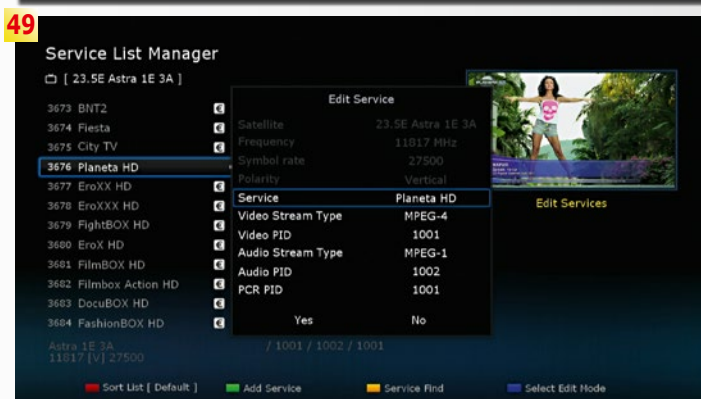 49
Service List Manager
[ 23.5E Astra 1E 3A ]
3673 BNT2 €
3674 Fiesta €
3675 City TV €
3676 Planeta HD
3677 EroXX HD €
3678 EroXXX HD €
3679 FightBOX HD €
3680 EroX HD €
3681 FilmBOX HD €
3682 Filmbox Action HD €
3683 DocuBOX HD €
3684 FashionBOX HD €
Edit Service
Satellite 23.5E Astra 1E 3A
Frequency 11817 MHz
Symbol rate 27500
Polarity Vertical
Service Planeta HD
Video Stream Type MPEG-4
Video PID 1001
Audio Stream Type MPEG-1
Audio PID 1002
PCR PID 1001
Yes No
Edit Services
Astra 1E 3A / 1001 / 1002 / 1001
11817 [V] 27500
Sort List [ Default ] Add Service Service Find Select Edit Mode